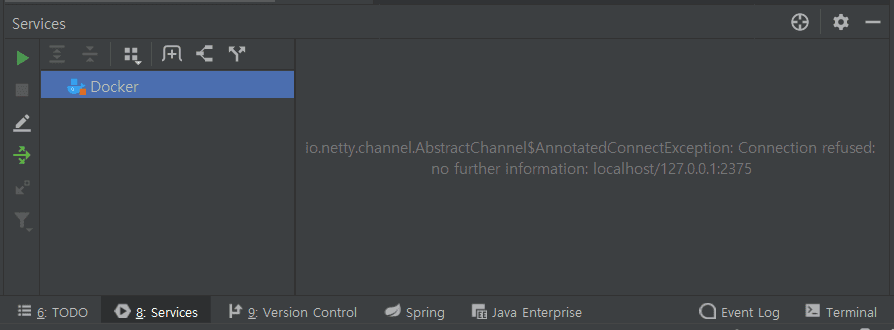 Services
Docker
io.netty.channel.AbstractChannel$AnnotatedConnectException: Connection refused:
no further information: localhost/127.0.0.1:2375
6: TODO
8: Services
9: Version Control
Spring
Java Enterprise
Event Log
Terminal